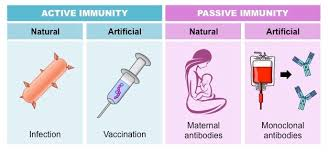 ACTIVE IMMUNITY
PASSIVE IMMUNITY
Natural
Artificial
Natural
Artificial
Infection
Vaccination
Maternal
antibodies
Monoclonal
antibodies